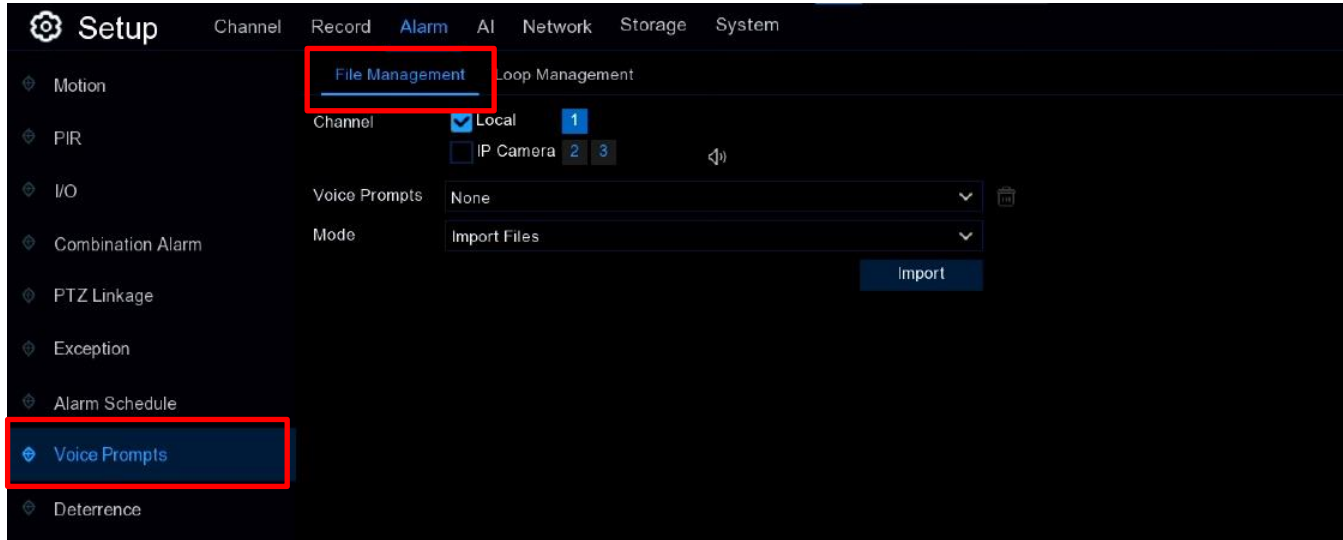 Setup Channel Record Alarm AI Network Storage System
File Management Loop Management
Motion
PIR
I/O
Combination Alarm
PTZ Linkage
Exception
Alarm Schedule
Voice Prompts
Deterrence
Channel Local 1
IP Camera 2 3
Voice Prompts None
Mode Import Files
Import